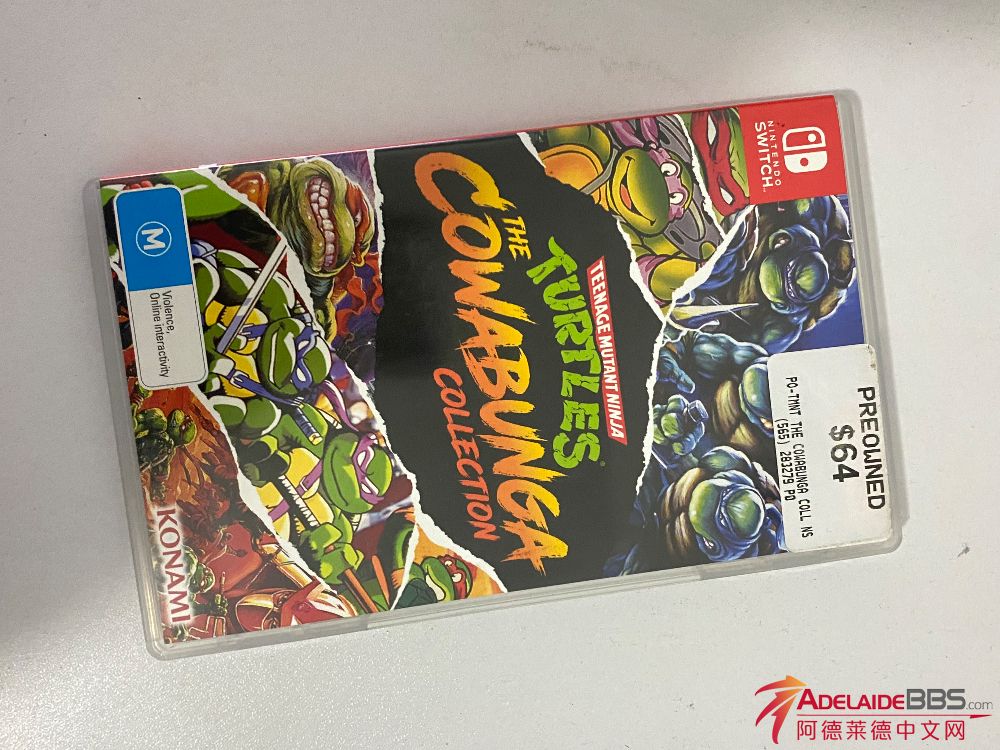 NINTENDO
SWITCH™
TEENAGE MUTANT NINJA
TURTLES
THE
COWABUNGA
COLLECTION
M
Violence,
Online interactivity
KONAMI
PREOWNED
$64
PO-TMNT THE COWABUNGA COLL NS
(565) 283279 PO
ADELAIDEBBS.com
阿德莱德中文网